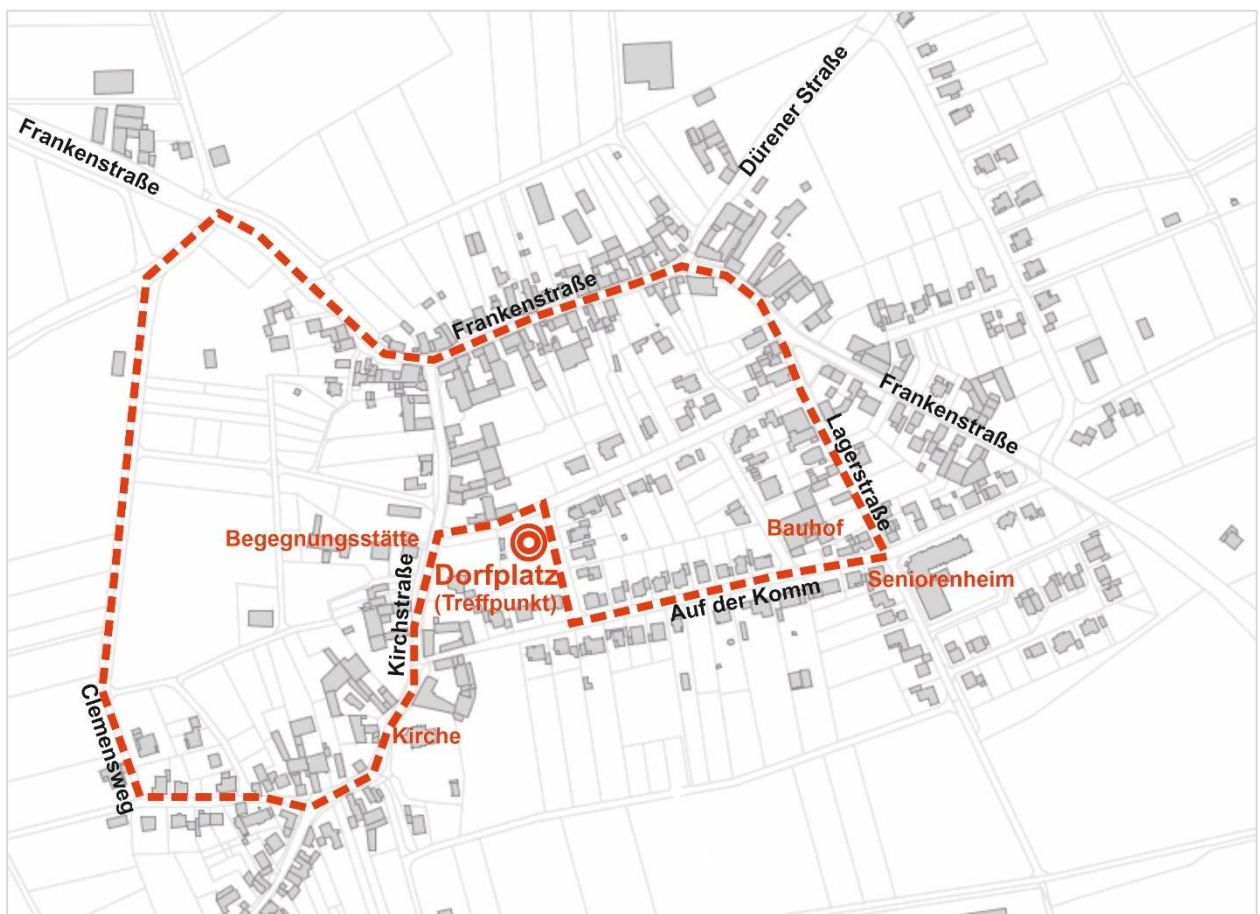 Frankenstraße
Dürener Straße
Frankenstraße
Frankenstraße
Lagerstraße
Begegnungsstätte
Bauhof
Dorfplatz
(Treffpunkt)
Seniorenheim
Auf der Komm
Kirchstraße
Kirche
Clemensweg